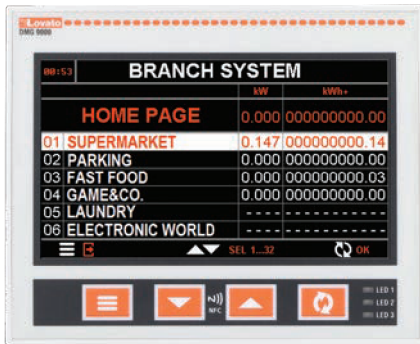 Lovato
DMG 9000
00:53 BRANCH SYSTEM
kW kWh+
HOME PAGE 0.000 000000000.00
01 SUPERMARKET 0.147 000000000.14
02 PARKING 0.000 000000000.00
03 FAST FOOD 0.000 000000000.03
04 GAME&CO. 0.000 000000000.00
05 LAUNDRY ---- ---------
06 ELECTRONIC WORLD ---- ---------
SEL 1...32 OK
NFC
LED 1
LED 2
LED 3